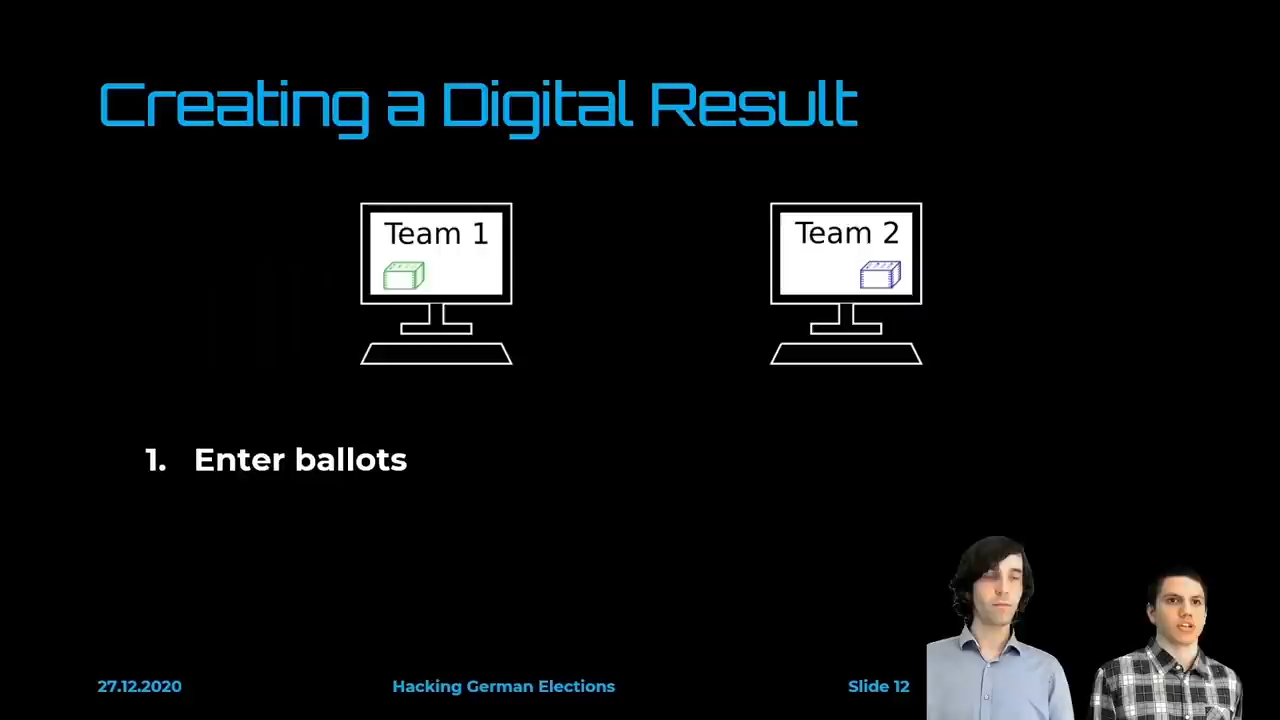 Creating a Digital Result
Team 1
Team 2
1. Enter ballots
27.12.2020
Hacking German Elections
Slide 12